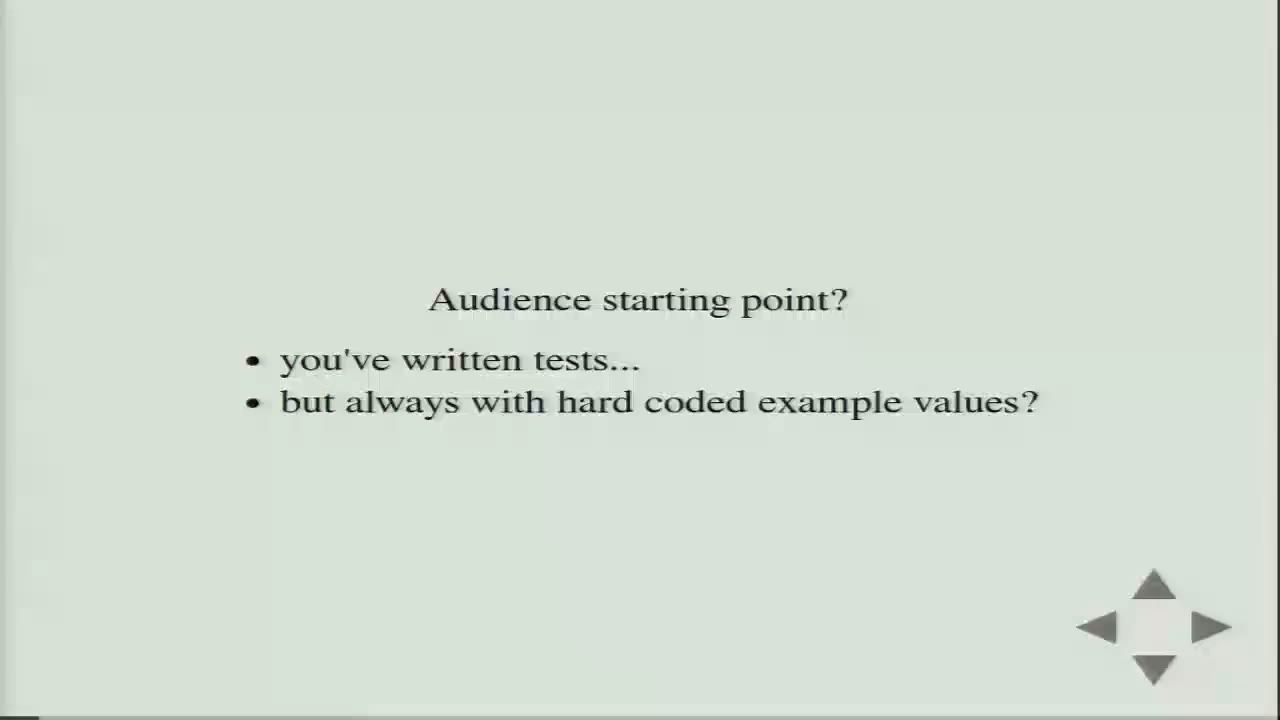 Audience starting point?
• you've written tests...
• but always with hard coded example values?